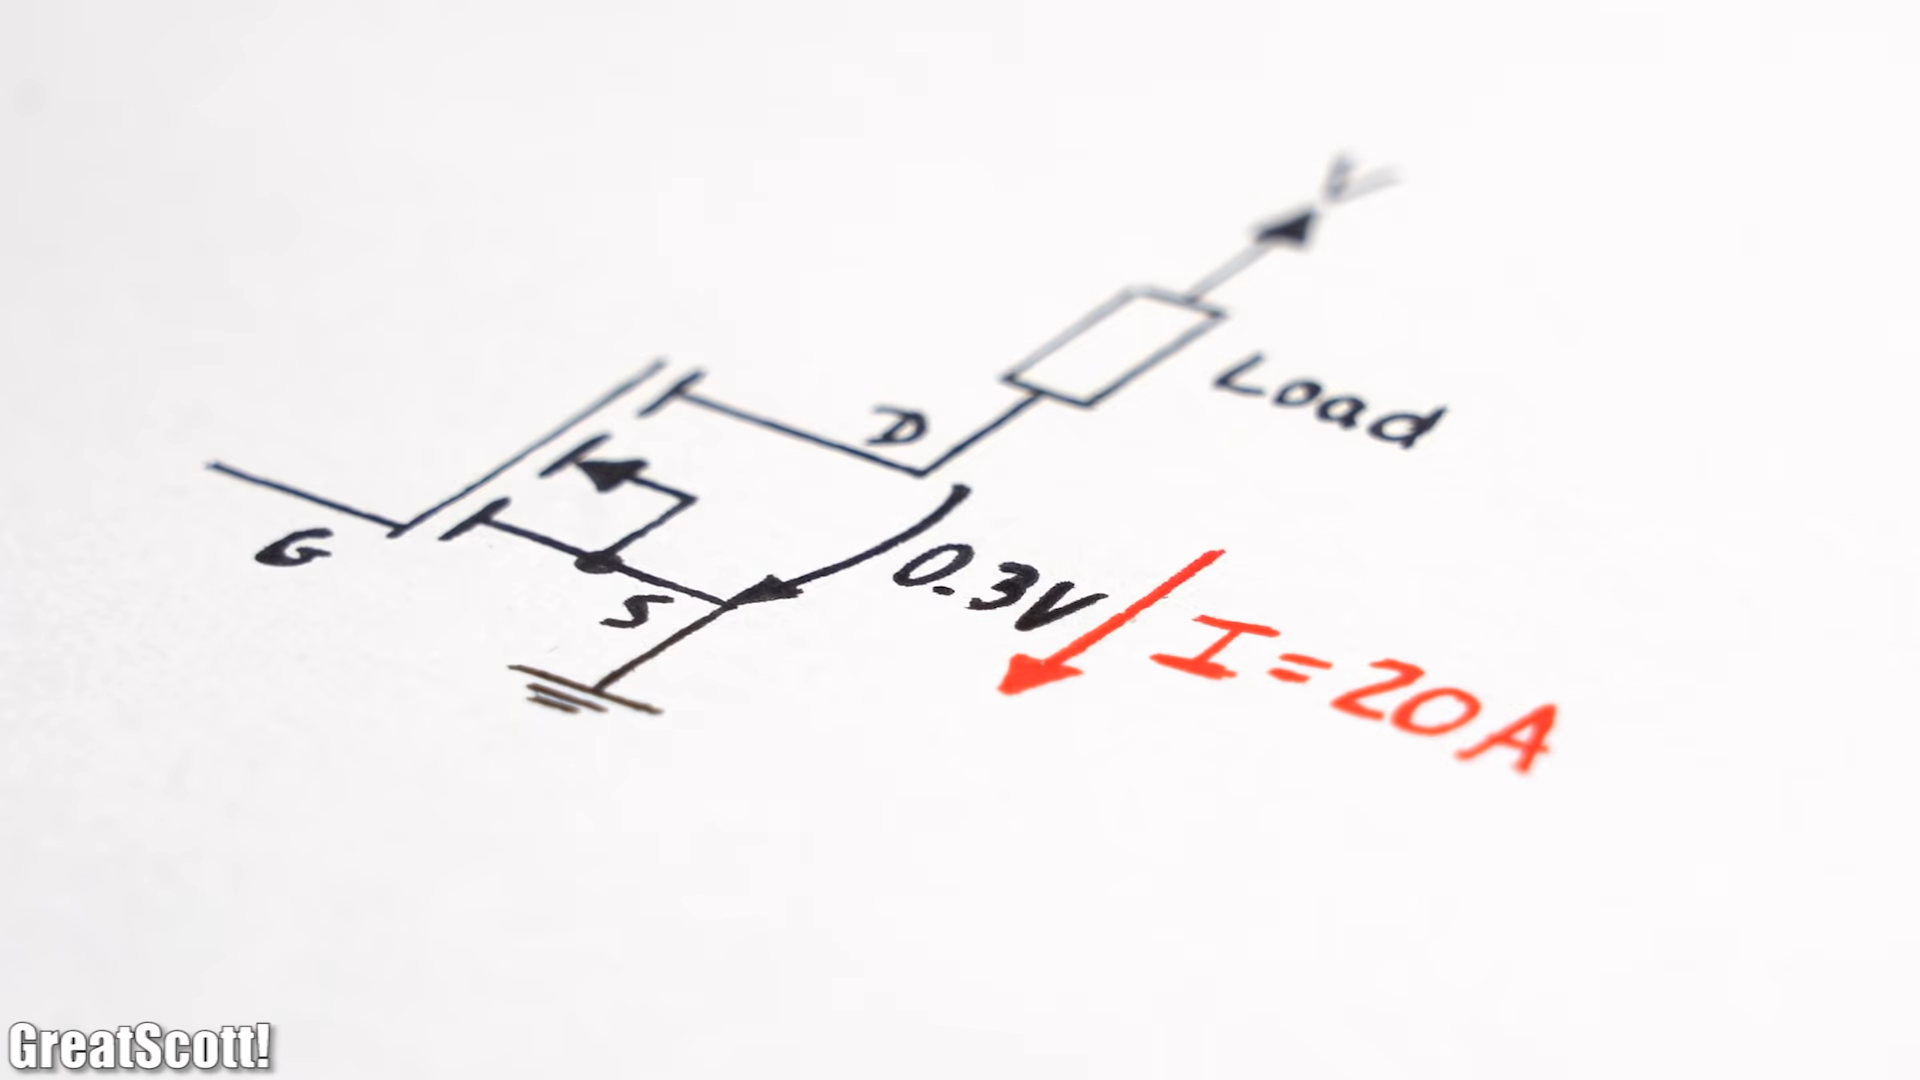 V
Load
D
G
0.3V
S
I = 20A
GreatScott!